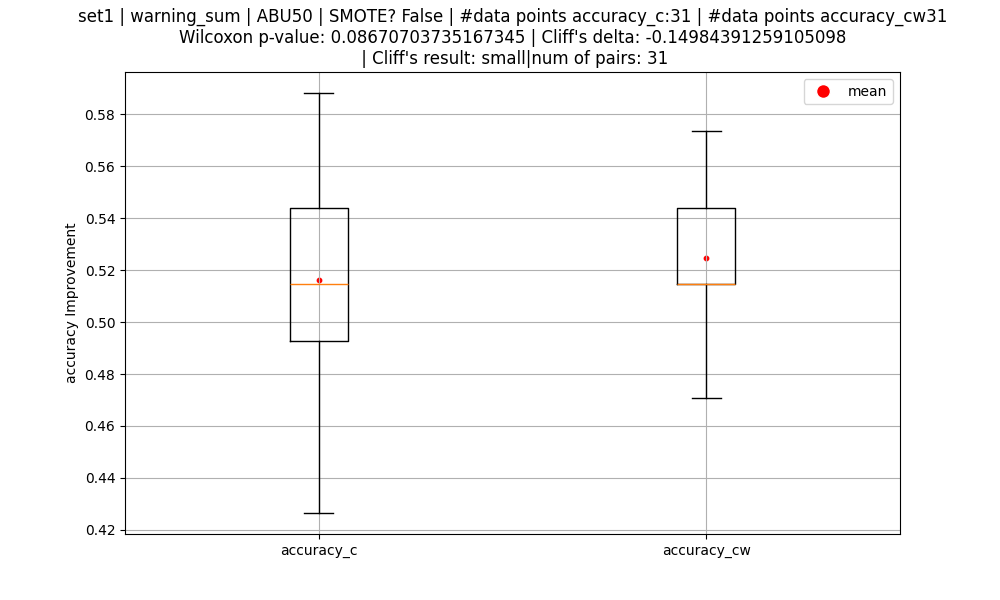 set1 | warning_sum | ABU50 | SMOTE? False | #data points accuracy_c:31 | #data points accuracy_cw31
Wilcoxon p-value: 0.08670703735167345 | Cliff's delta: -0.14984391259105098
| Cliff's result: small|num of pairs: 31
mean
accuracy Improvement
0.58
0.56
0.54
0.52
0.50
0.48
0.46
0.44
0.42
accuracy_c
accuracy_cw